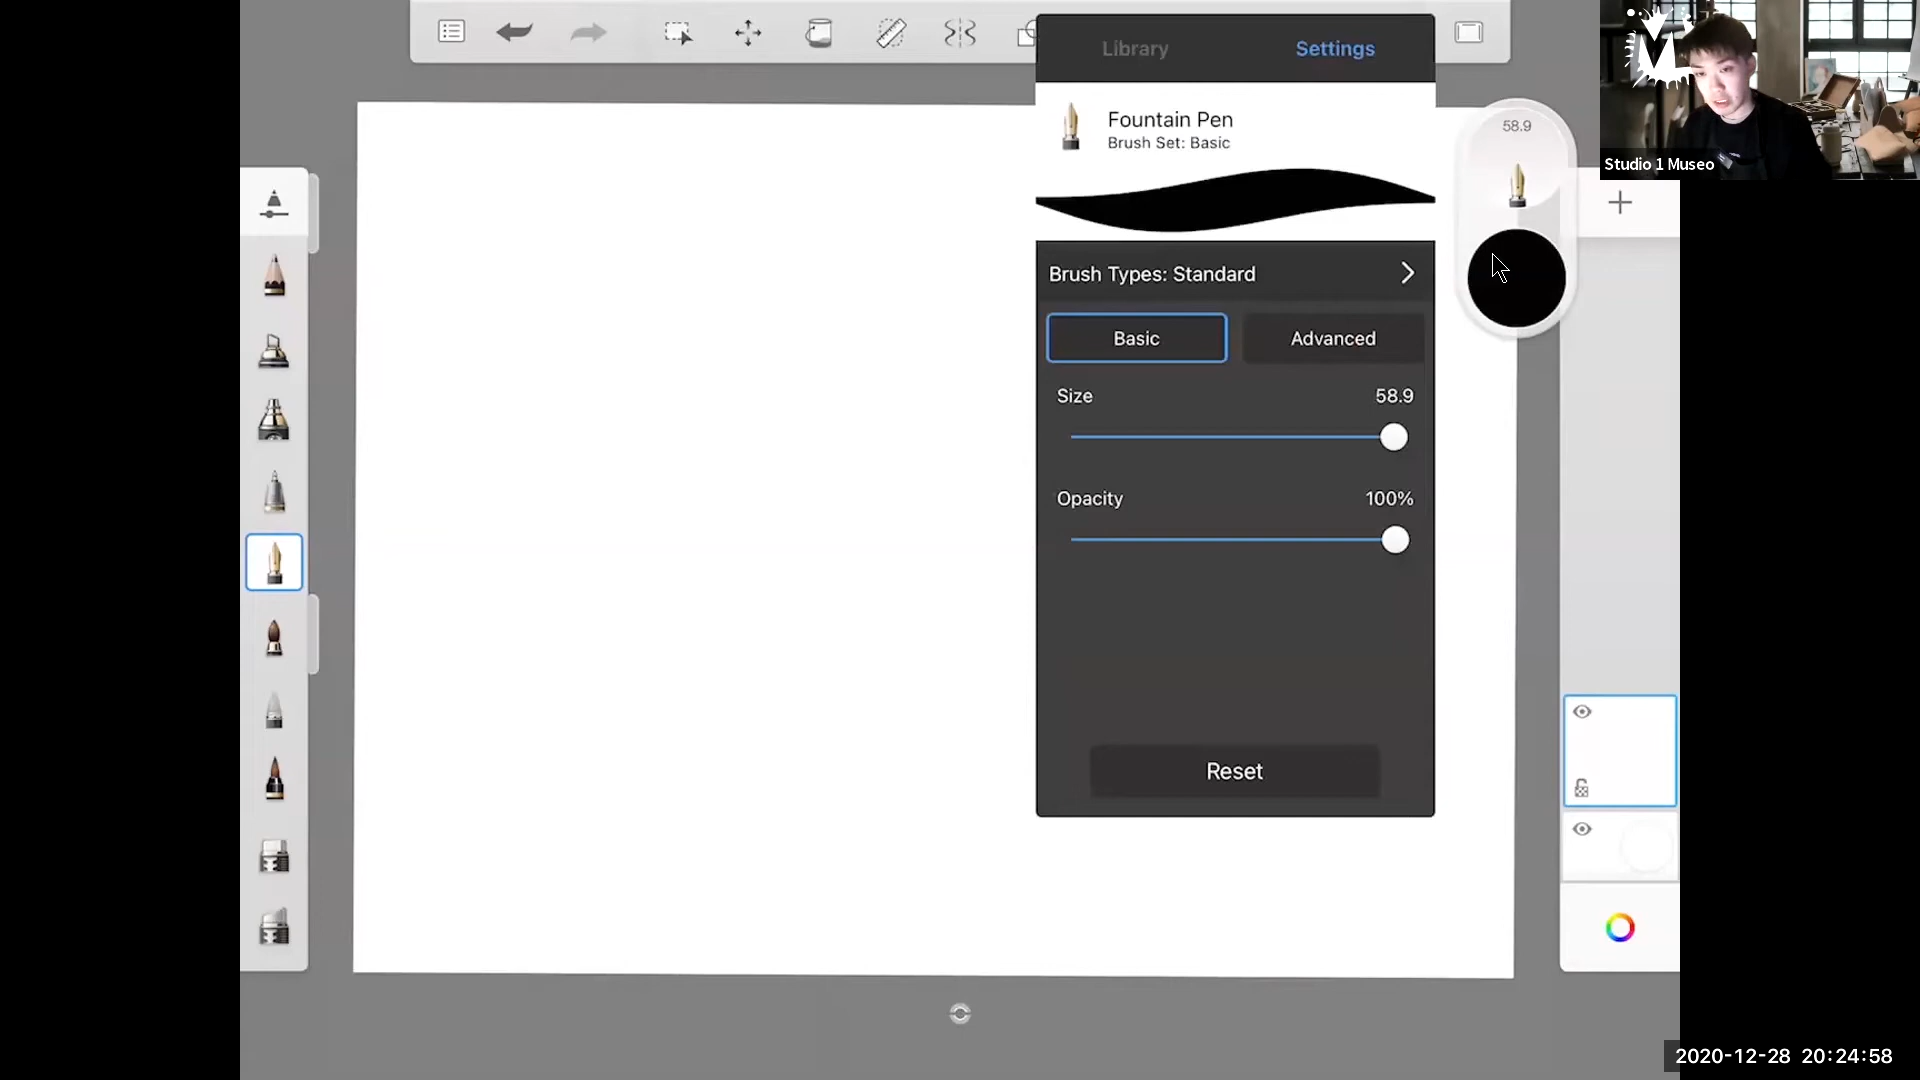 Library
Settings
Fountain Pen
Brush Set: Basic
58.9
Studio 1 Museo
Brush Types: Standard
Basic
Advanced
Size
58.9
Opacity
100%
Reset
2020-12-28 20:24:58